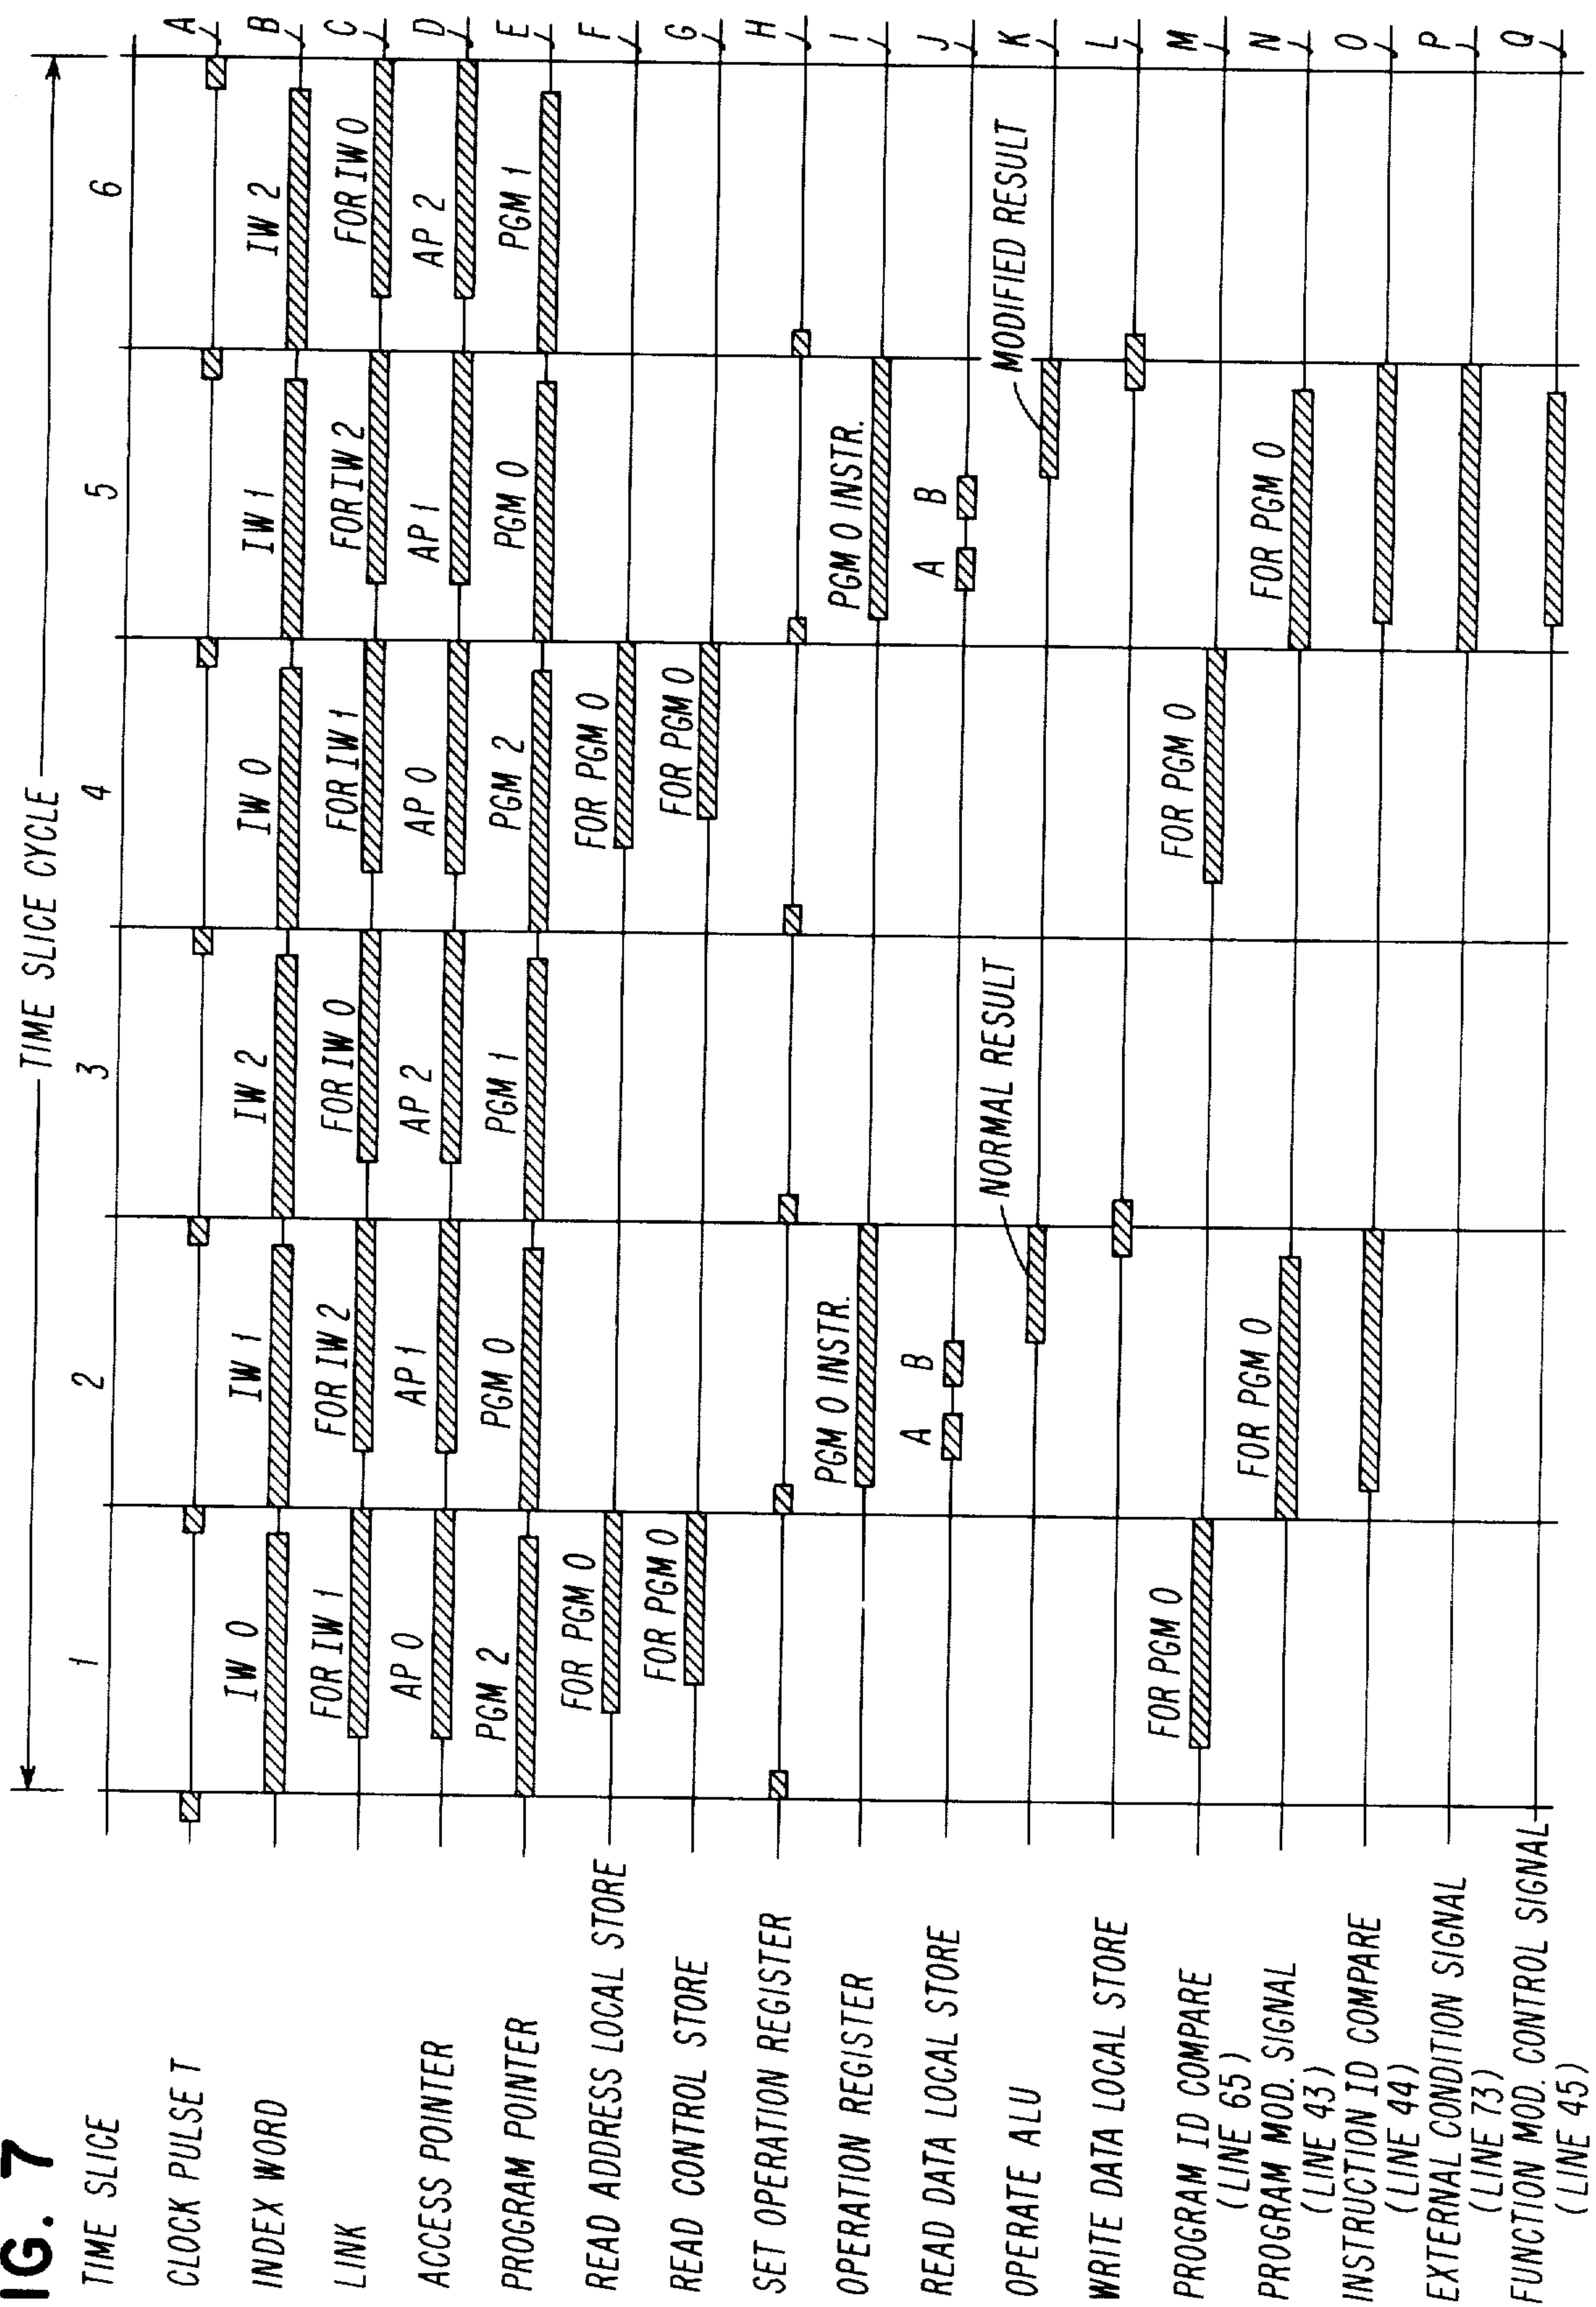 IG. 7
TIME SLICE CYCLE
TIME SLICE 1 2 3 4 5 6
CLOCK PULSE T A
INDEX WORD IW 0 IW 1 IW 2 IW 0 IW 1 IW 2 B
LINK FOR IW 1 FOR IW 2 FOR IW 0 FOR IW 1 FOR IW 2 FOR IW 0 C
ACCESS POINTER AP 0 AP 1 AP 2 AP 0 AP 1 AP 2 D
PROGRAM POINTER PGM 2 PGM 0 PGM 1 PGM 2 PGM 0 PGM 1 E
READ ADDRESS LOCAL STORE FOR PGM 0 FOR PGM 0 F
READ CONTROL STORE FOR PGM 0 FOR PGM 0 G
SET OPERATION REGISTER H
OPERATION REGISTER PGM 0 INSTR. PGM 0 INSTR. I
READ DATA LOCAL STORE A B A B J
OPERATE ALU NORMAL RESULT MODIFIED RESULT K
WRITE DATA LOCAL STORE L
PROGRAM ID COMPARE FOR PGM 0 FOR PGM 0 M
(LINE 65)
PROGRAM MOD. SIGNAL FOR PGM 0 FOR PGM 0 N
(LINE 43)
INSTRUCTION ID COMPARE O
(LINE 44)
EXTERNAL CONDITION SIGNAL P
(LINE 73)
FUNCTION MOD. CONTROL SIGNAL Q
(LINE 45)